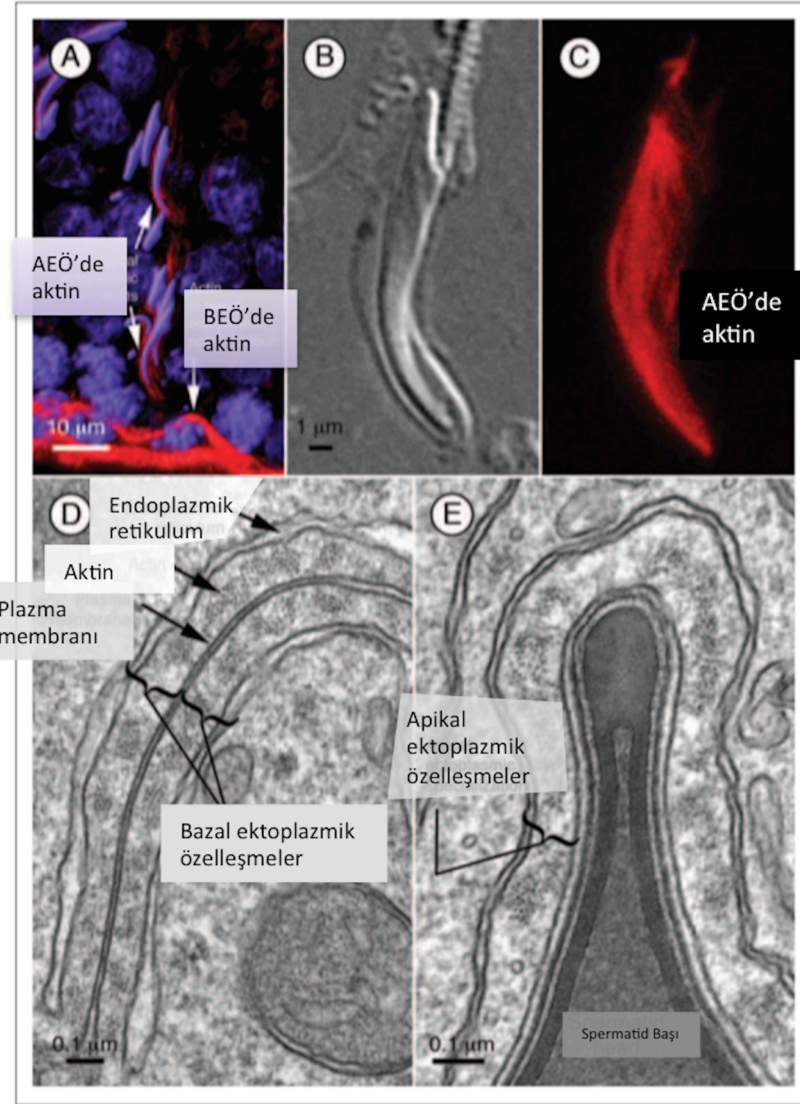 A
B
C
AEÖ'de
aktin
BEÖ'de
aktin
AEÖ'de
aktin
10 µm
1 µm
D
E
Endoplazmik
retikulum
Aktin
Plazma
membranı
Apikal
ektoplazmik
özelleşmeler
Bazal ektoplazmik
özelleşmeler
Spermatid Başı
0.1 µm
0.1 µm